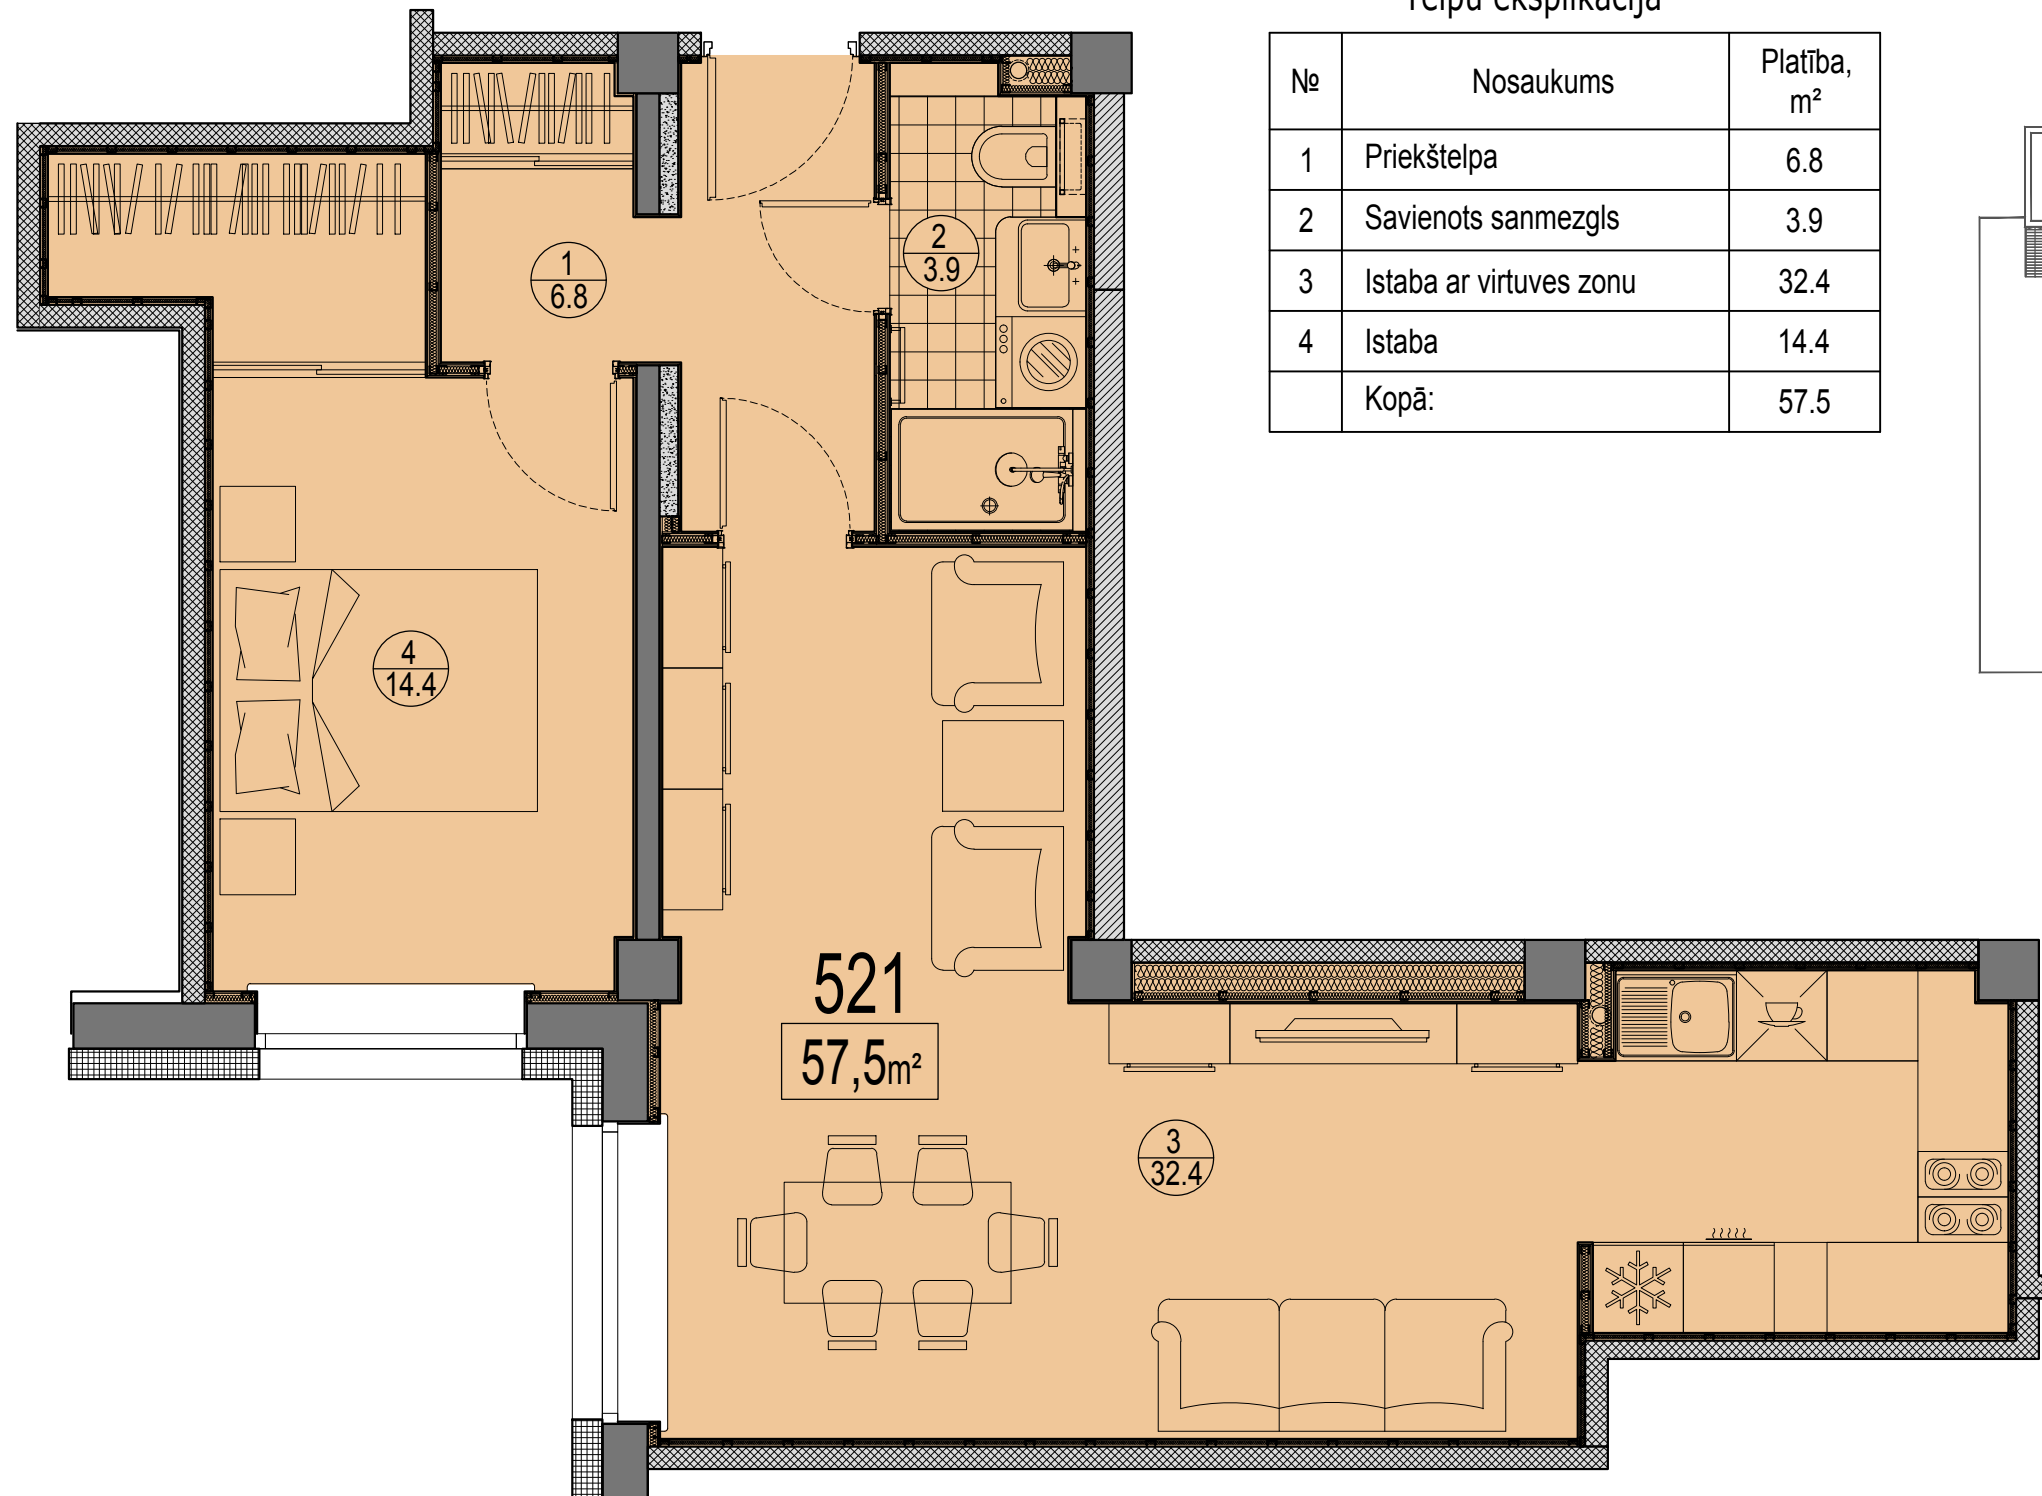 Telpu eksplikācija
№ Nosaukums Platība, m²
1 Priekštelpa 6.8
2 Savienots sanmezgls 3.9
3 Istaba ar virtuves zonu 32.4
4 Istaba 14.4
Kopā: 57.5
1
6.8
2
3.9
4
14.4
521
57,5m²
3
32.4